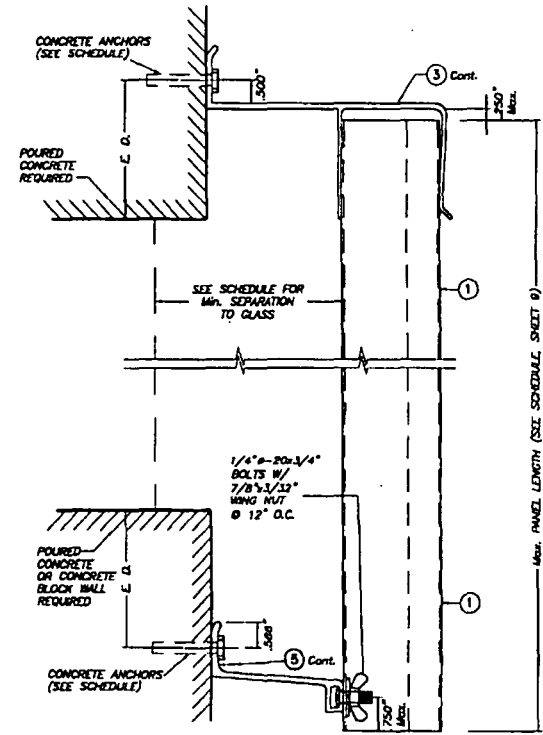 CONCRETE ANCHORS
(SEE SCHEDULE)
3 Cont.
.500"
.250"
Max.
E. D.
POURED
CONCRETE
REQUIRED
SEE SCHEDULE FOR
Min. SEPARATION
TO GLASS
1
Max. PANEL LENGTH (SEE SCHEDULE, SHEET 9)
1/4"ø-20x3/4"
BOLTS W/
7/8"x3/32"
WING NUT
@ 12" O.C.
POURED
CONCRETE
OR CONCRETE
BLOCK WALL
REQUIRED
E. D.
1
5 Cont.
CONCRETE ANCHORS
(SEE SCHEDULE)
.750"
Max.